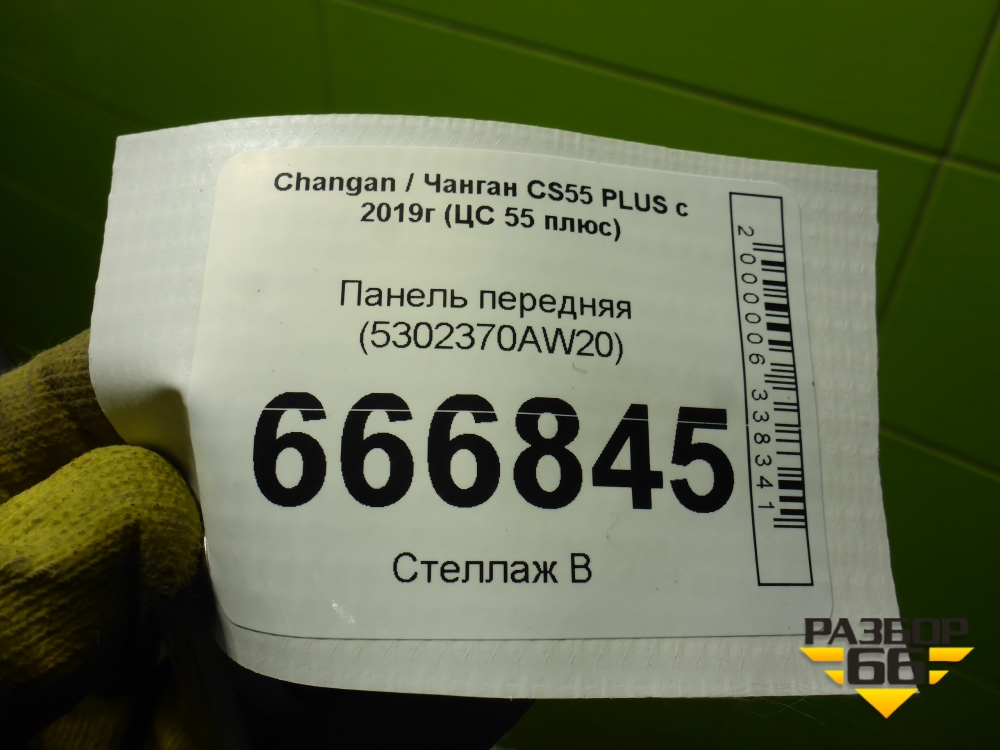 Changan / Чанган CS55 PLUS с
2019г (ЦС 55 плюс)
Панель передняя
(5302370AW20)
666845
Стеллаж В
2000006338341
РАЗБОР
66